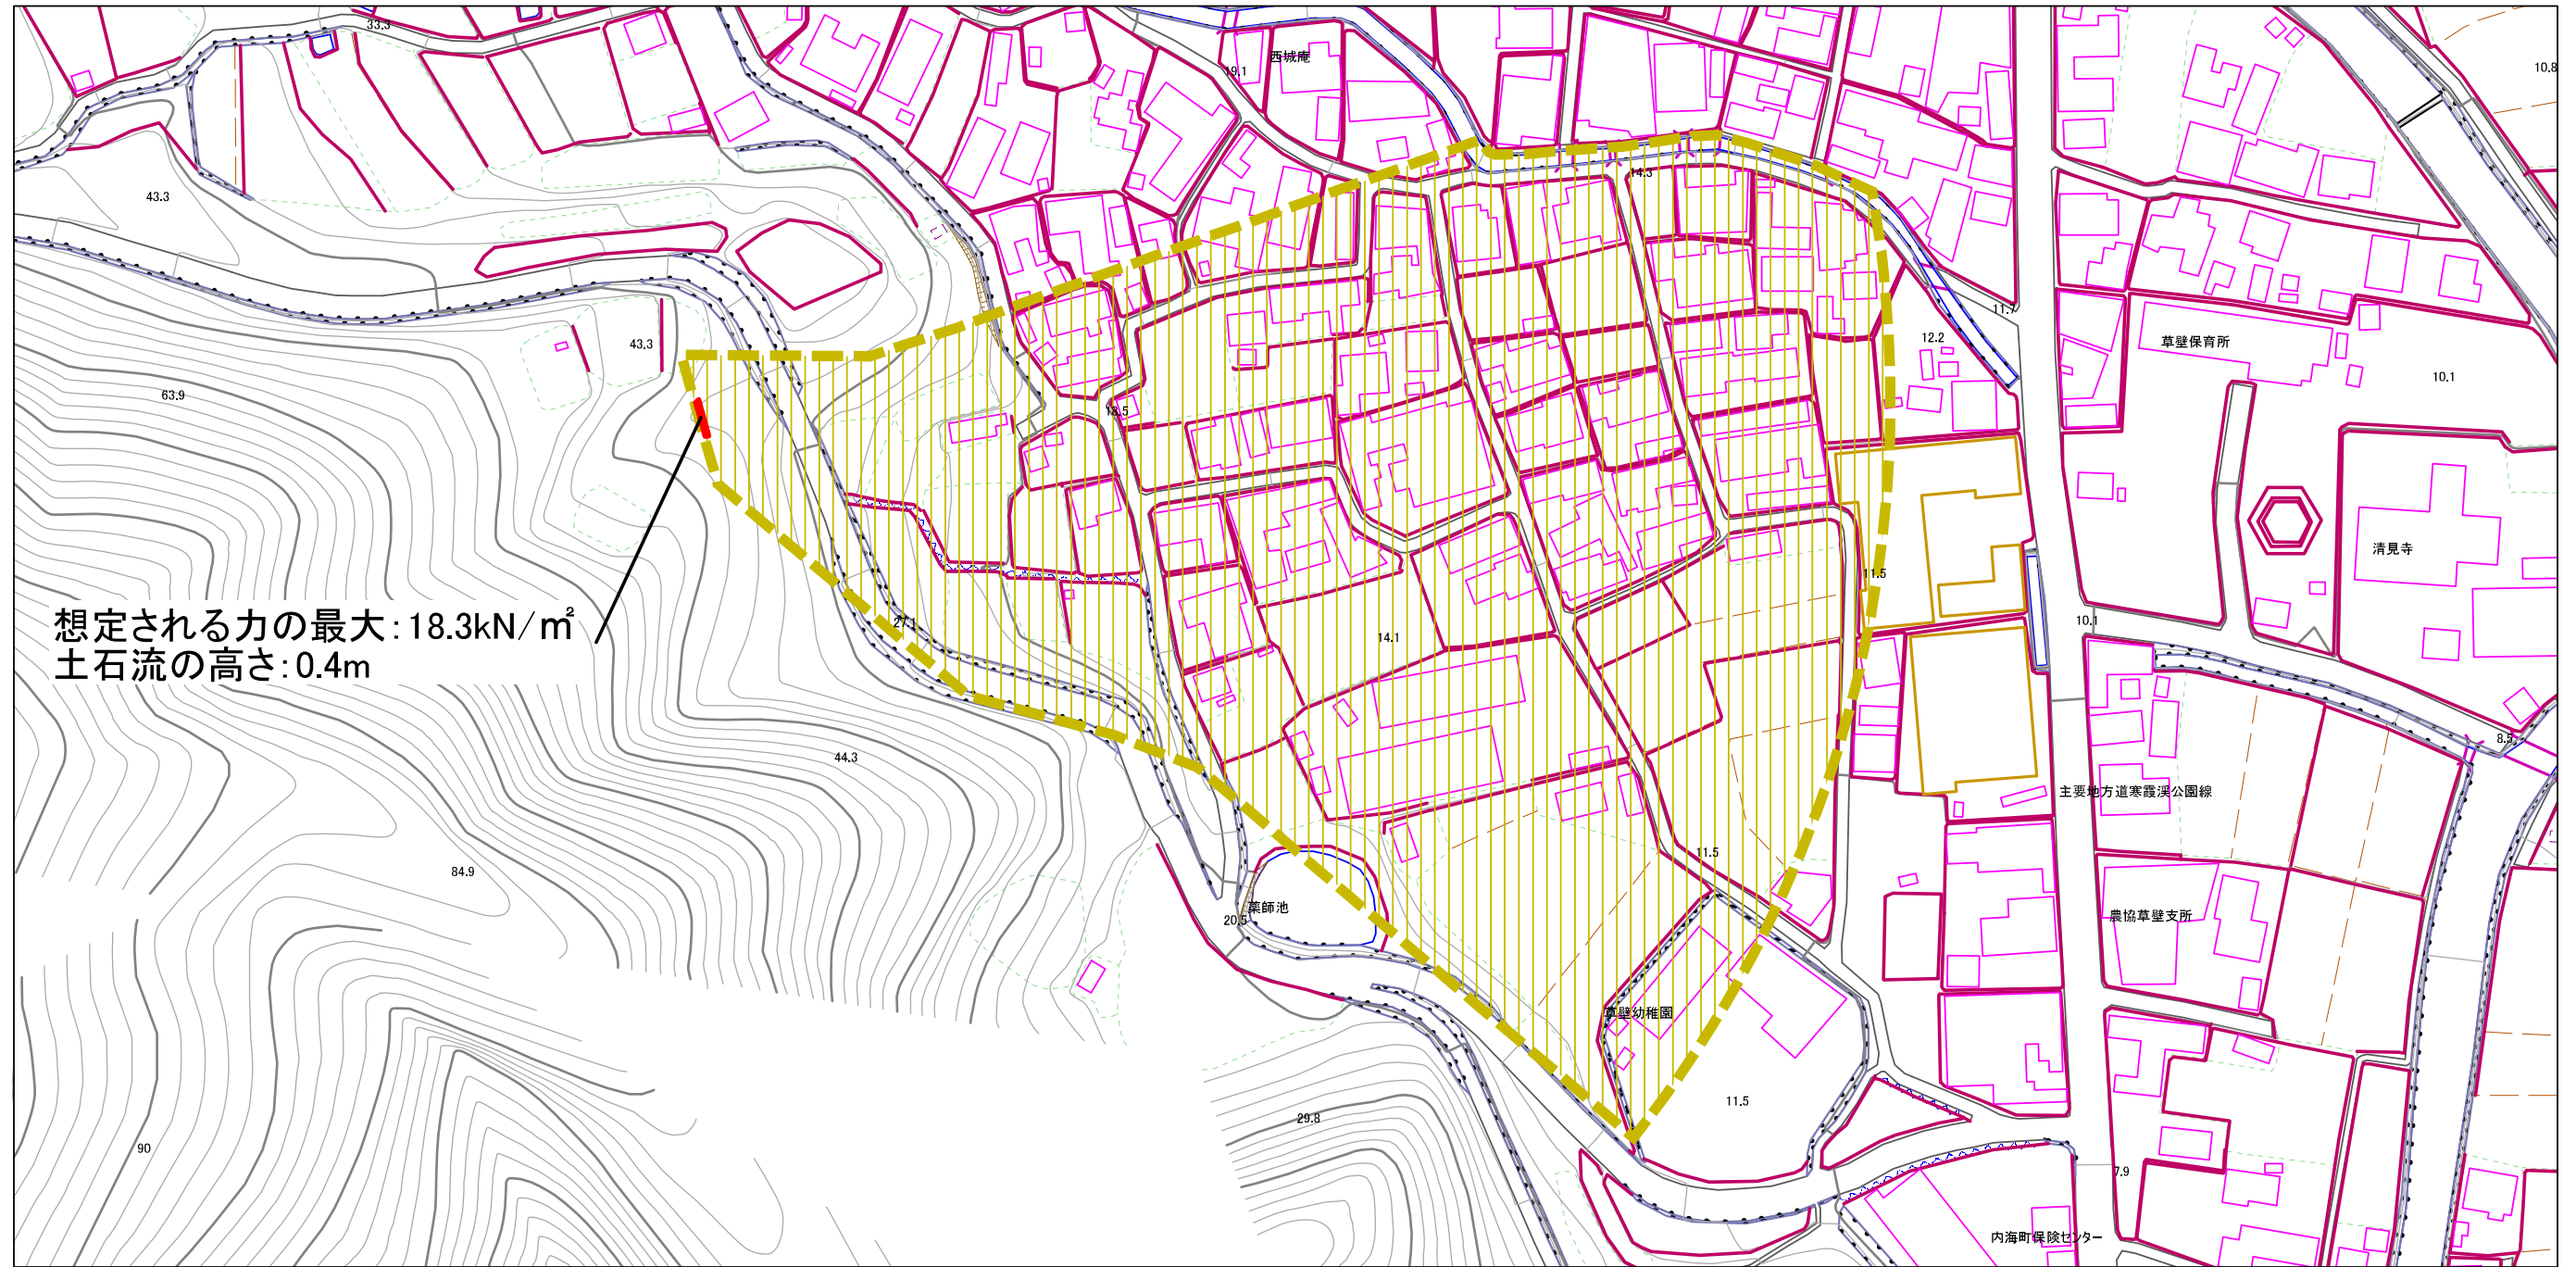 33.3
西城庵
19.1
10.8
14.3
43.3
11.7
12.2
草壁保育所
43.3
10.1
63.9
18.5
清見寺
11.5
27.1
10.1
14.1
想定される力の最大:18.3kN/㎡
土石流の高さ:0.4m
8.5
44.3
主要地方道寒霞渓公園線
11.5
84.9
薬師池
20.5
農協草壁支所
草壁幼稚園
11.5
29.8
90
7.9
内海町保険センター